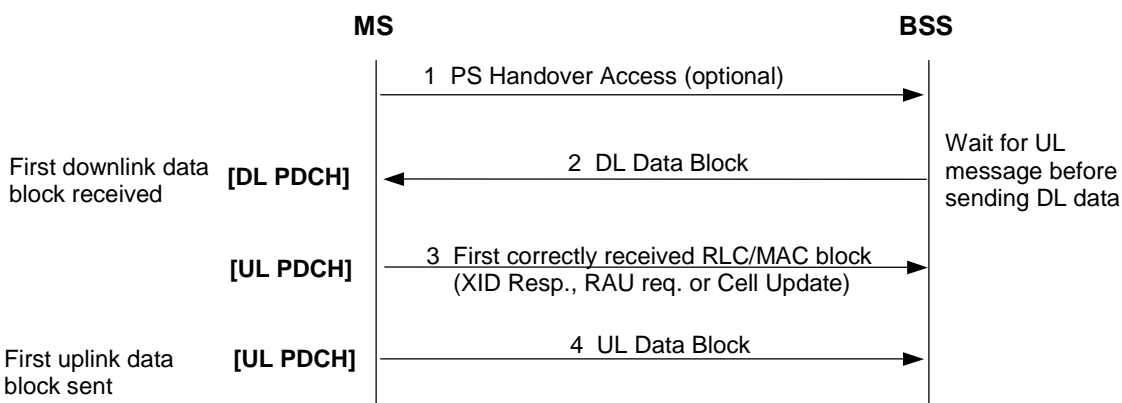 MS
BSS
1 PS Handover Access (optional)
First downlink data
block received
[DL PDCH]
2 DL Data Block
Wait for UL
message before
sending DL data
[UL PDCH]
3 First correctly received RLC/MAC block
(XID Resp., RAU req. or Cell Update)
First uplink data
block sent
[UL PDCH]
4 UL Data Block